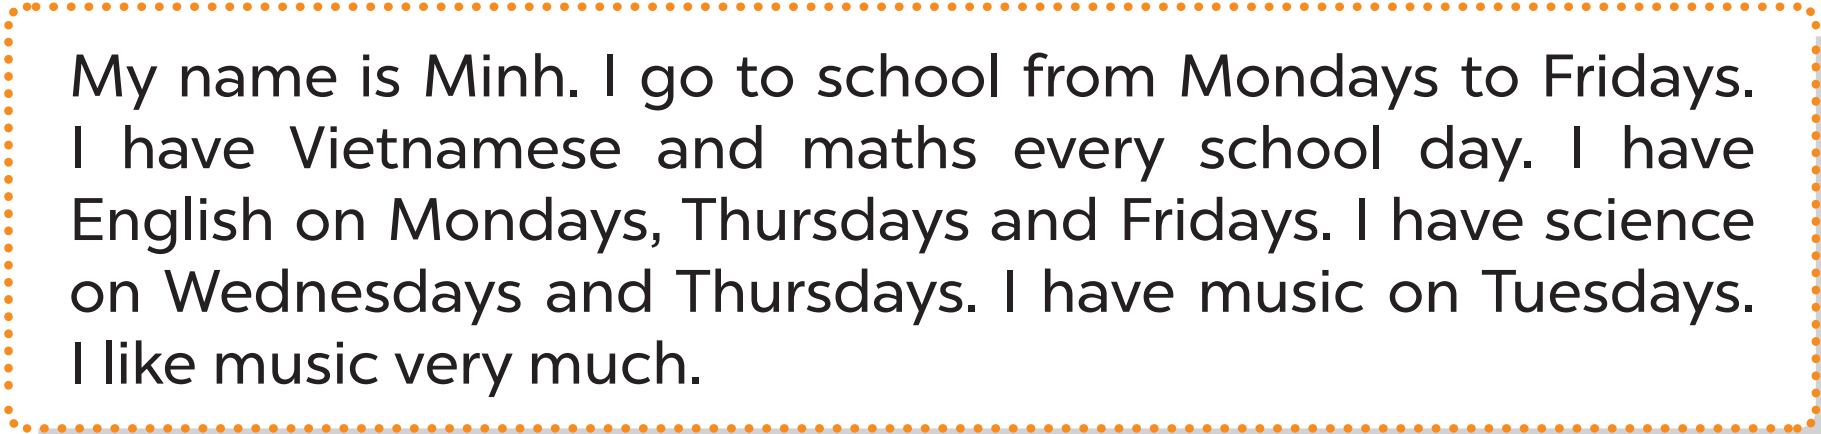 My name is Minh. I go to school from Mondays to Fridays.
I have Vietnamese and maths every school day. I have
English on Mondays, Thursdays and Fridays. I have science
on Wednesdays and Thursdays. I have music on Tuesdays.
I like music very much.